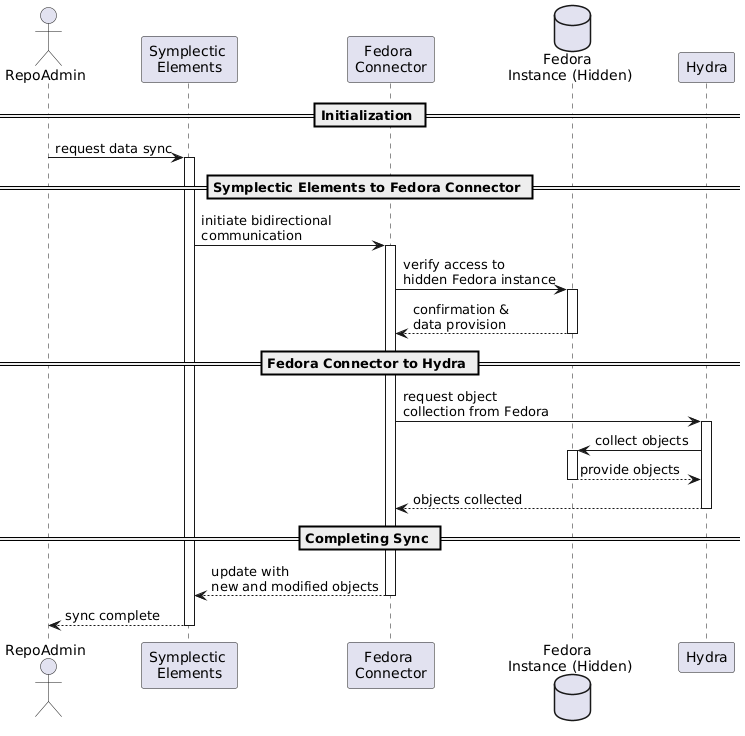 RepoAdmin
Symplectic
Elements
Fedora
Connector
Fedora
Instance (Hidden)
Hydra
Initialization
request data sync
Symplectic Elements to Fedora Connector
initiate bidirectional
communication
verify access to
hidden Fedora instance
confirmation &
data provision
Fedora Connector to Hydra
request object
collection from Fedora
collect objects
provide objects
objects collected
Completing Sync
update with
new and modified objects
sync complete
RepoAdmin
Symplectic
Elements
Fedora
Connector
Fedora
Instance (Hidden)
Hydra